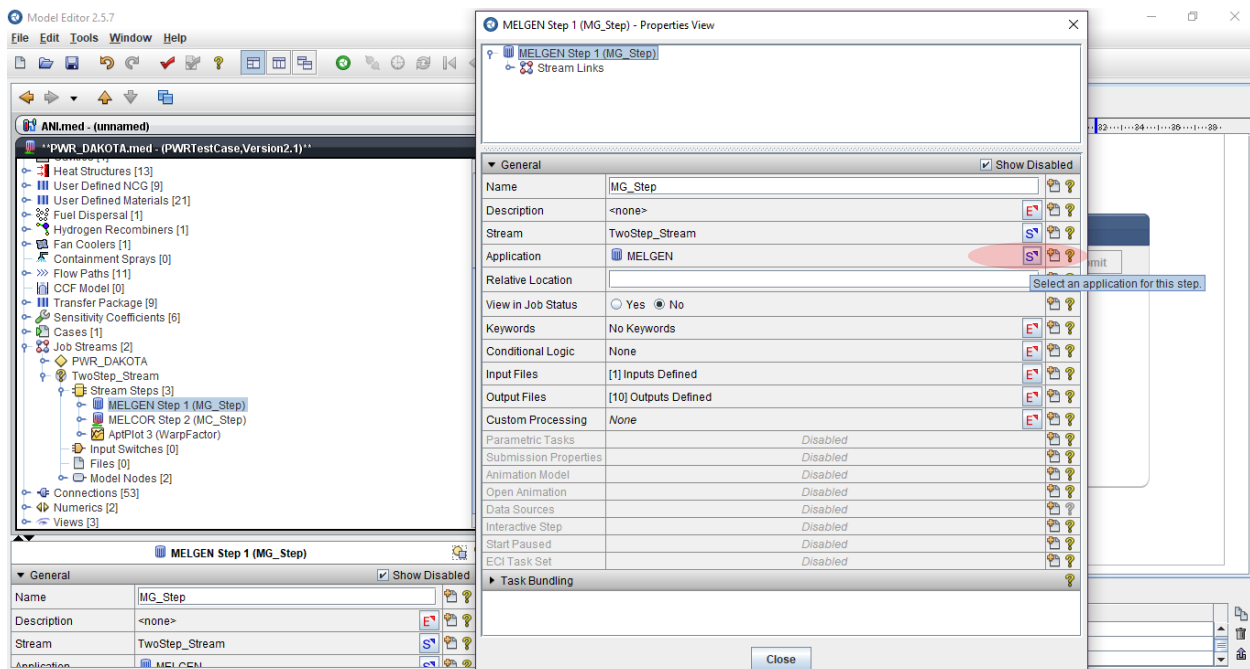 Model Editor 2.5.7
File Edit Tools Window Help
ANI.med - (unnamed)
**PWR_DAKOTA.med - (PWRTestCase,Version2.1)**
Heat Structures [13]
User Defined NCG [9]
User Defined Materials [21]
Fuel Dispersal [1]
Hydrogen Recombiners [1]
Fan Coolers [1]
Containment Sprays [0]
Flow Paths [11]
CCF Model [0]
Transfer Package [9]
Sensitivity Coefficients [6]
Cases [1]
Job Streams [2]
PWR_DAKOTA
TwoStep_Stream
Stream Steps [3]
MELGEN Step 1 (MG_Step)
MELCOR Step 2 (MC_Step)
AptPlot 3 (WarpFactor)
Input Switches [0]
Files [0]
Model Nodes [2]
Connections [53]
Numerics [2]
Views [3]
MELGEN Step 1 (MG_Step)
General Show Disabled
Name MG_Step
Description <none> E
Stream TwoStep_Stream S
Application MELGEN S
MELGEN Step 1 (MG_Step) - Properties View
MELGEN Step 1 (MG_Step)
Stream Links
General Show Disabled
Name MG_Step
Description <none> E
Stream TwoStep_Stream S
Application MELGEN S
Relative Location
Select an application for this step.
View in Job Status Yes No
Keywords No Keywords E
Conditional Logic None E
Input Files [1] Inputs Defined E
Output Files [10] Outputs Defined E
Custom Processing None E
Parametric Tasks Disabled
Submission Properties Disabled
Animation Model Disabled
Open Animation Disabled
Data Sources Disabled
Interactive Step Disabled
Start Paused Disabled
ECI Task Set Disabled
Task Bundling
Close
32 34 36 38
mit